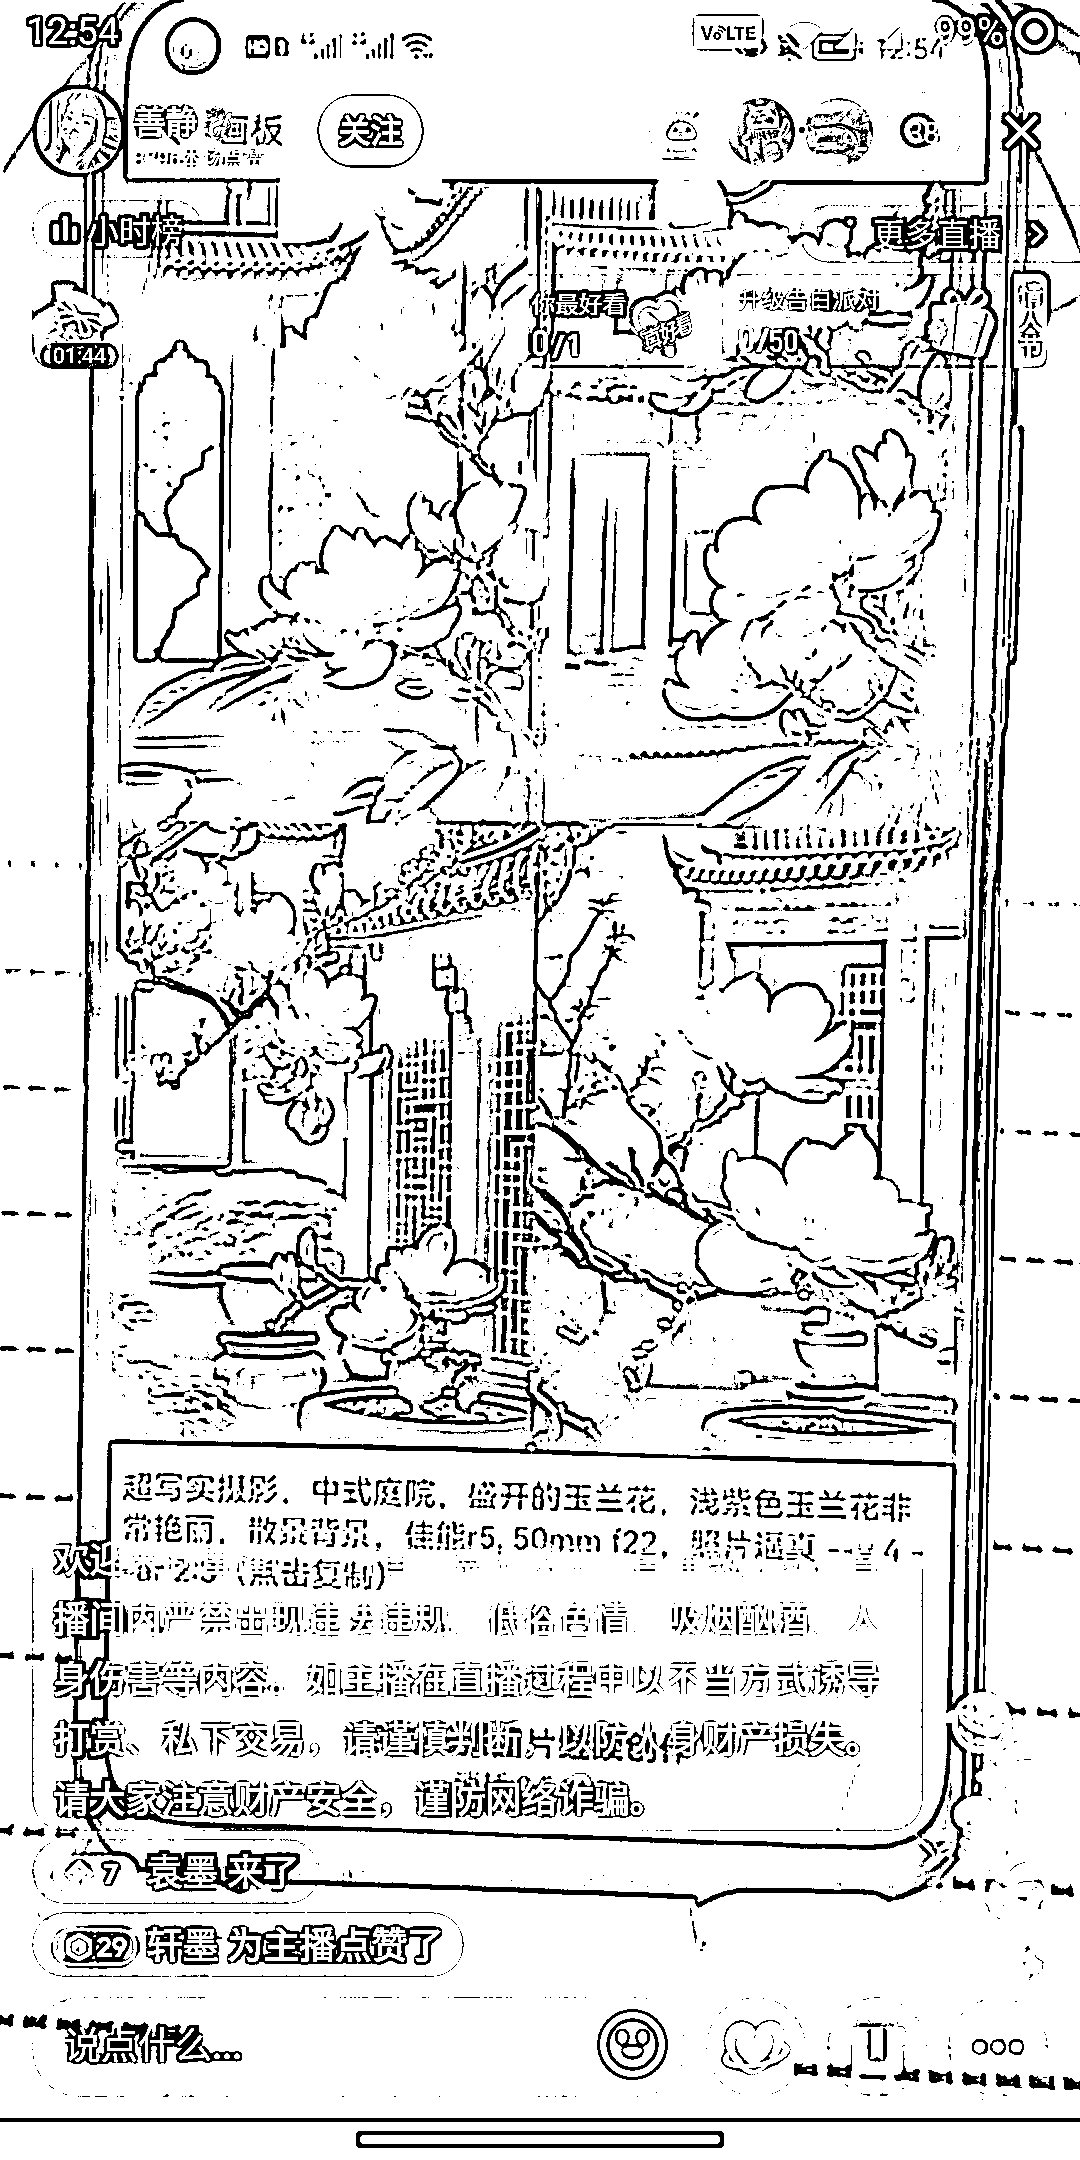 12:54
99%
VoLTE
12:54
善静
画板
关注
38
小时榜
更多直播
你最好看
0/1
真好看
升级告白派对
0/50
情人节
01:44
超写实摄影，中式庭院，盛开的玉兰花，浅紫色玉兰花非
常艳丽，散景背景，佳能r5, 50mm f22，照片逼真
(点击复制)
欢迎
播间内严禁出现违法违规、低俗色情、吸烟酗酒、人
身伤害等内容。如主播在直播过程中以不当方式诱导
打赏、私下交易，请谨慎判断，以防人身财产损失。
请大家注意财产安全，谨防网络诈骗。
7 袁墨 来了
29 轩墨 为主播点赞了
说点什么...